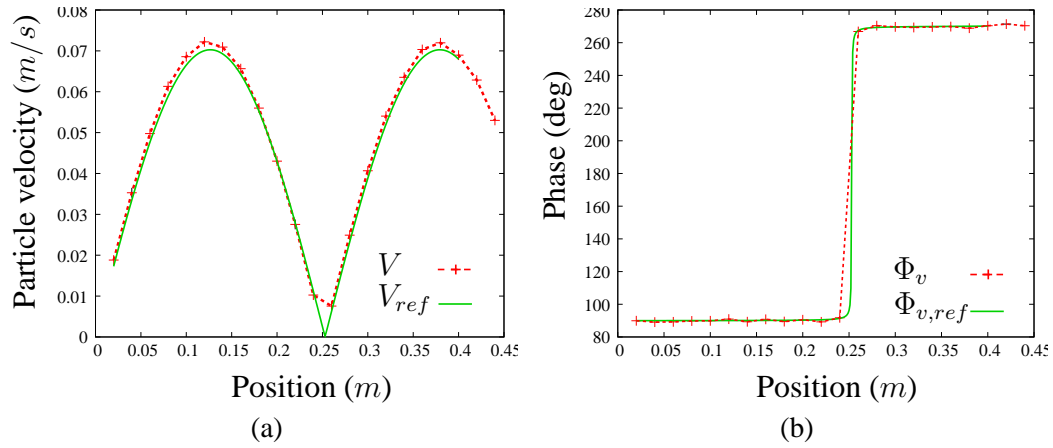 Particle velocity (m/s)
0.08
0.07
0.06
0.05
0.04
0.03
0.02
0.01
0
0 0.05 0.1 0.15 0.2 0.25 0.3 0.35 0.4 0.45
Position (m)
V
V_ref
(a)
Phase (deg)
280
260
240
220
200
180
160
140
120
100
80
0 0.05 0.1 0.15 0.2 0.25 0.3 0.35 0.4 0.45
Position (m)
Φ_v
Φ_v,ref
(b)